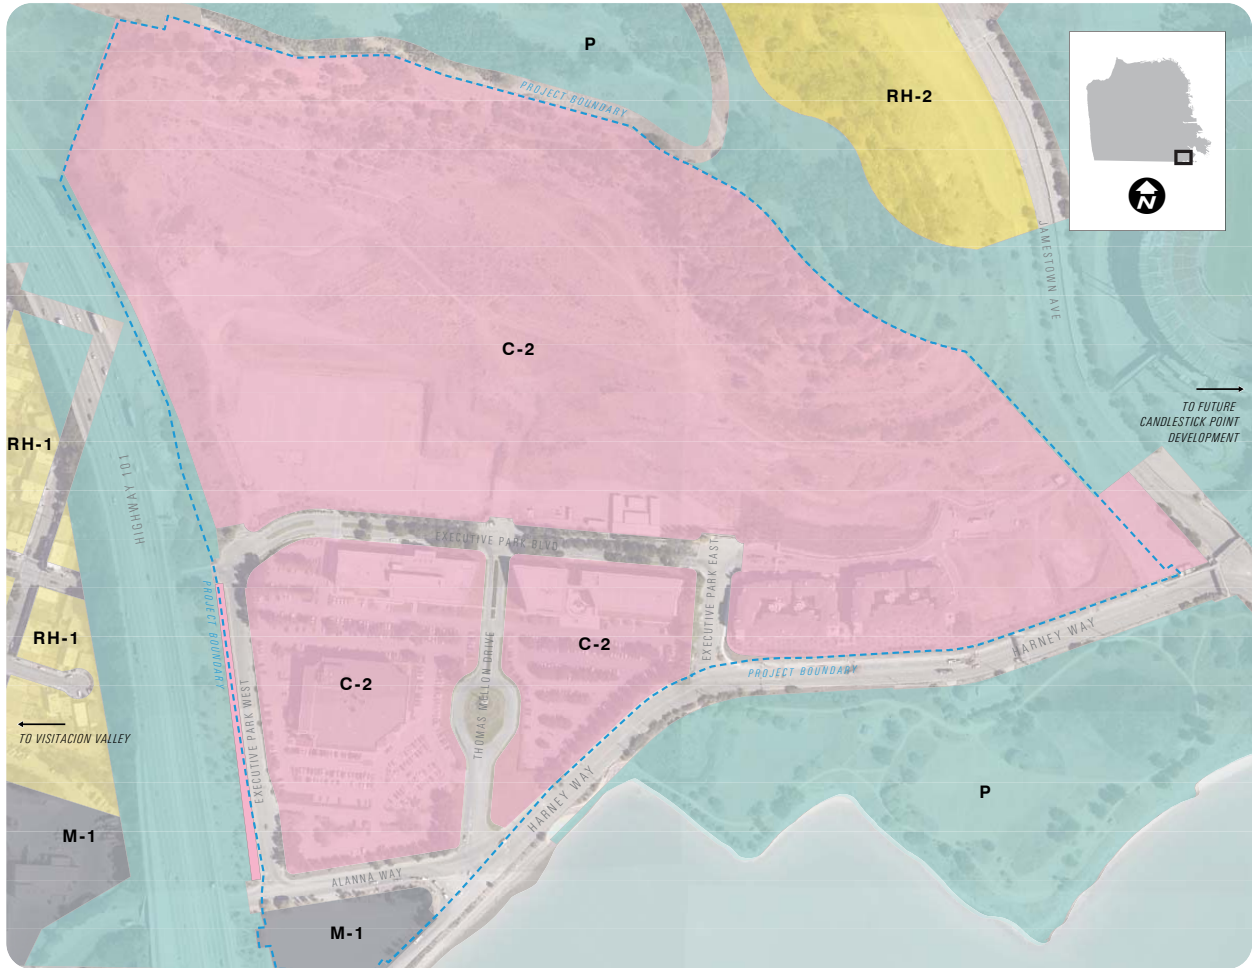 P
PROJECT BOUNDARY
RH-2
N
JAMESTOWN AVE
C-2
TO FUTURE
CANDLESTICK POINT
DEVELOPMENT
RH-1
HIGHWAY 101
EXECUTIVE PARK BLVD
EXECUTIVE PARK EAST
PROJECT BOUNDARY
RH-1
C-2
HARNEY WAY
PROJECT BOUNDARY
C-2
THOMAS MELLON DRIVE
EXECUTIVE PARK WEST
TO VISITACION VALLEY
HARNEY WAY
P
M-1
ALANNA WAY
M-1